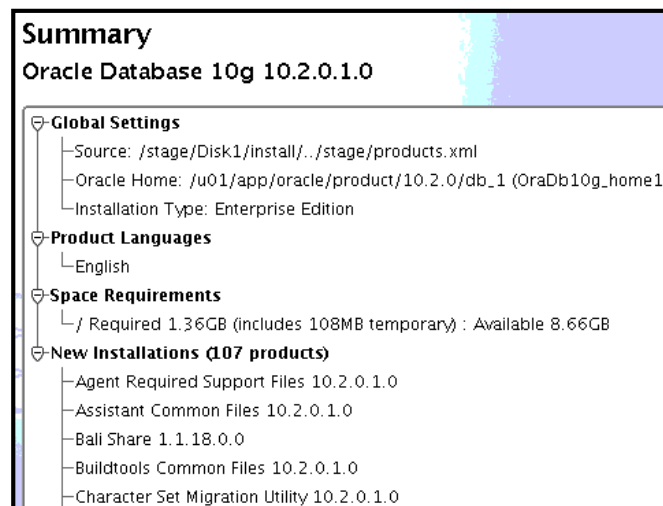 Summary
Oracle Database 10g 10.2.0.1.0
Global Settings
Source: /stage/Disk1/install/../stage/products.xml
Oracle Home: /u01/app/oracle/product/10.2.0/db_1 (OraDb10g_home1
Installation Type: Enterprise Edition
Product Languages
English
Space Requirements
/ Required 1.36GB (includes 108MB temporary) : Available 8.66GB
New Installations (107 products)
Agent Required Support Files 10.2.0.1.0
Assistant Common Files 10.2.0.1.0
Bali Share 1.1.18.0.0
Buildtools Common Files 10.2.0.1.0
Character Set Migration Utility 10.2.0.1.0